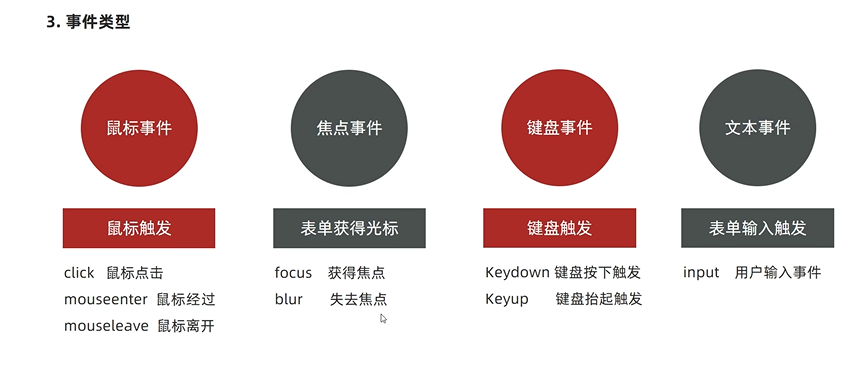 3. 事件类型
鼠标事件
焦点事件
键盘事件
文本事件
鼠标触发
表单获得光标
键盘触发
表单输入触发
click 鼠标点击
mouseenter 鼠标经过
mouseleave 鼠标离开
focus 获得焦点
blur 失去焦点
Keydown 键盘按下触发
Keyup 键盘抬起触发
input 用户输入事件